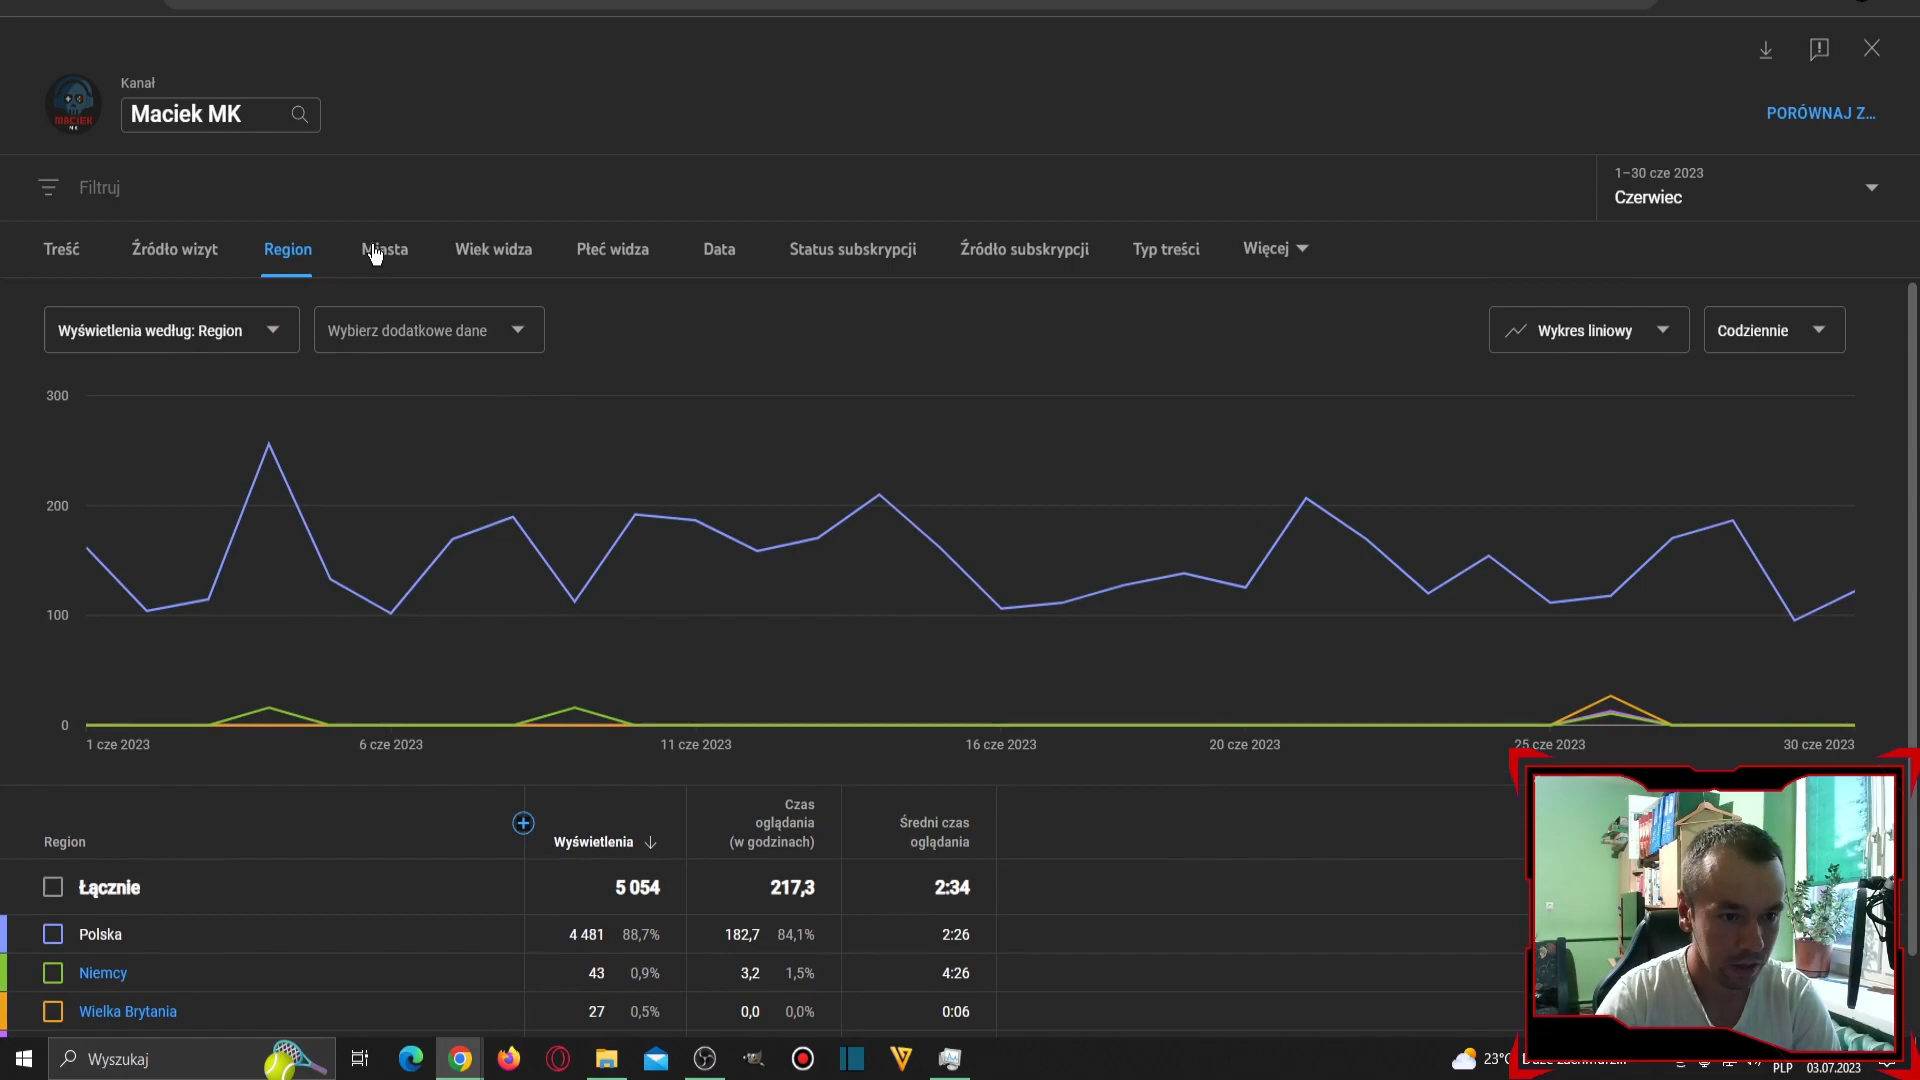 Kanał
Maciek MK
MACIEK
MK
PORÓWNAJ Z…
Filtruj
1–30 cze 2023
Czerwiec
Treść
Źródło wizyt
Region
Miasta
Wiek widza
Płeć widza
Data
Status subskrypcji
Źródło subskrypcji
Typ treści
Więcej
Wyświetlenia według: Region
Wybierz dodatkowe dane
Wykres liniowy
Codziennie
300
200
100
0
1 cze 2023
6 cze 2023
11 cze 2023
16 cze 2023
20 cze 2023
25 cze 2023
30 cze 2023
Region
Wyświetlenia
Czas
oglądania
(w godzinach)
Średni czas
oglądania
Łącznie
5 054
217,3
2:34
Polska
4 481 88,7%
182,7 84,1%
2:26
Niemcy
43 0,9%
3,2 1,5%
4:26
Wielka Brytania
27 0,5%
0,0 0,0%
0:06
Wyszukaj
23°C
PLP
03.07.2023